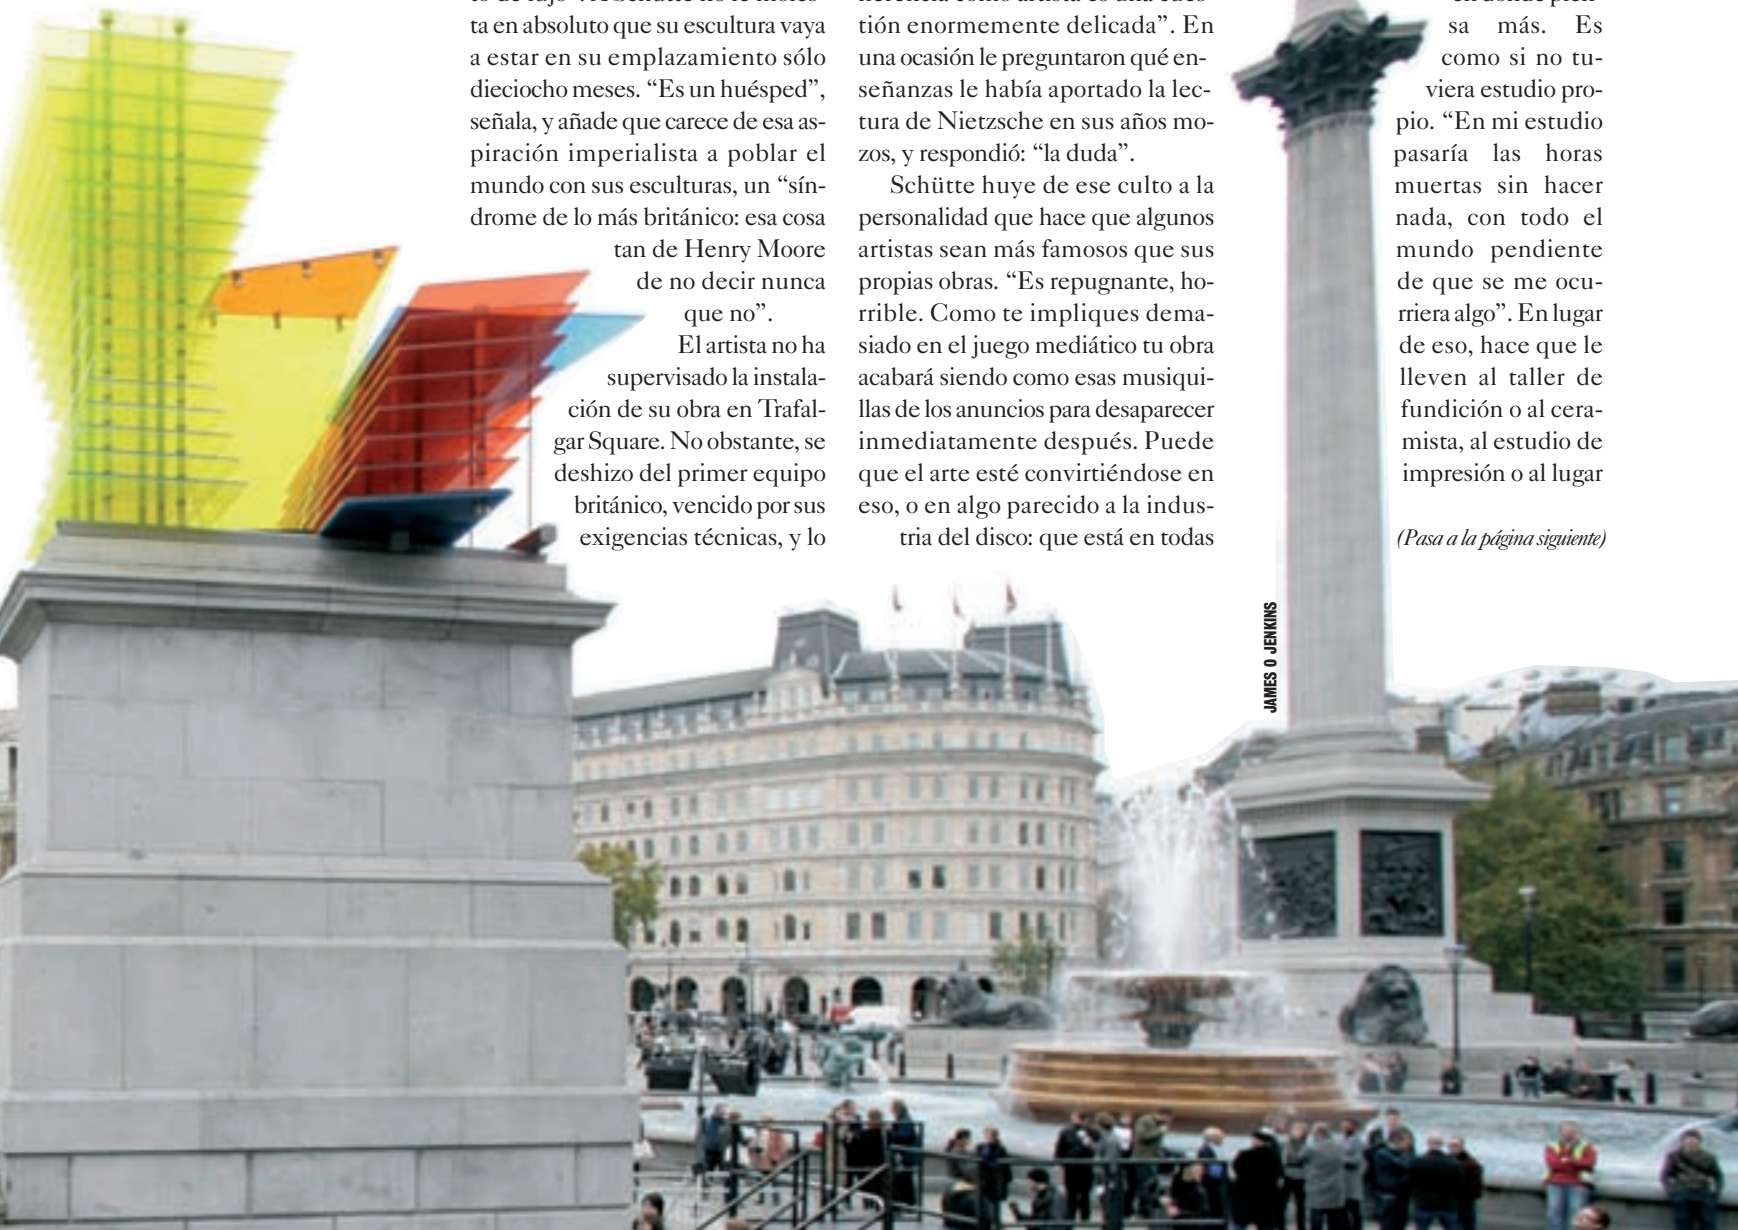 ta en absoluto que su escultura vaya
a estar en su emplazamiento sólo
dieciocho meses. “Es un huésped”,
señala, y añade que carece de esa as-
piración imperialista a poblar el
mundo con sus esculturas, un “sín-
drome de lo más británico: esa cosa
tan de Henry Moore
de no decir nunca
que no”.
El artista no ha
supervisado la instala-
ción de su obra en Trafal-
gar Square. No obstante, se
deshizo del primer equipo
británico, vencido por sus
exigencias técnicas, y lo
tión enormemente delicada”. En
una ocasión le preguntaron qué en-
señanzas le había aportado la lec-
tura de Nietzsche en sus años mo-
zos, y respondió: “la duda”.
Schütte huye de ese culto a la
personalidad que hace que algunos
artistas sean más famosos que sus
propias obras. “Es repugnante, ho-
rrible. Como te impliques dema-
siado en el juego mediático tu obra
acabará siendo como esas musiqui-
llas de los anuncios para desaparecer
inmediatamente después. Puede
que el arte esté convirtiéndose en
eso, o en algo parecido a la indus-
tria del disco: que está en todas
sa más. Es
como si no tu-
viera estudio pro-
pio. “En mi estudio
pasaría las horas
muertas sin hacer
nada, con todo el
mundo pendiente
de que se me ocu-
rriera algo”. En lugar
de eso, hace que le
lleven al taller de
fundición o al cera-
mista, al estudio de
impresión o al lugar
(Pasa a la página siguiente)
JAMES O JENKINS